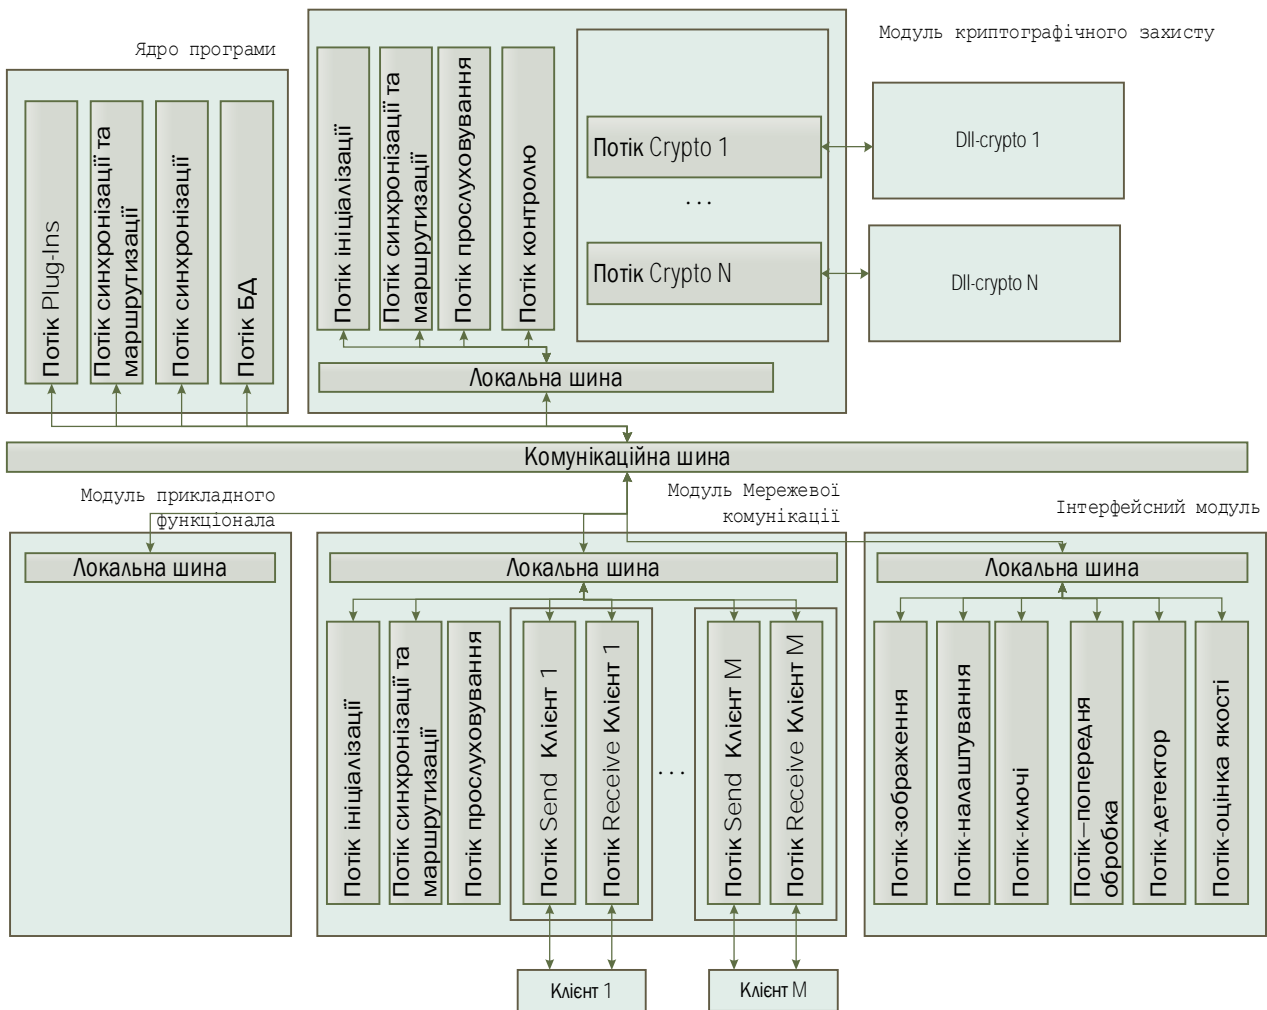 Ядро програми
Модуль криптографічного захисту
Потік Plug-Ins
Потік синхронізації та
маршрутизації
Потік синхронізації
Потік БД
Потік ініціалізації
Потік синхронізації та
маршрутизації
Потік прослуховування
Потік контролю
Потік Crypto 1
...
Потік Crypto N
Dll-crypto 1
Dll-crypto N
Локальна шина
Комунікаційна шина
Модуль прикладного
функціонала
Локальна шина
Модуль Мережевої
комунікації
Локальна шина
Потік ініціалізації
Потік синхронізації та
маршрутизації
Потік прослуховування
Потік Send Клієнт 1
Потік Receive Клієнт 1
...
Потік Send Клієнт M
Потік Receive Клієнт M
Клієнт 1
Клієнт M
Інтерфейсний модуль
Локальна шина
Потік-зображення
Потік-налаштування
Потік-ключі
Потік–попередня
обробка
Потік-детектор
Потік-оцінка якості